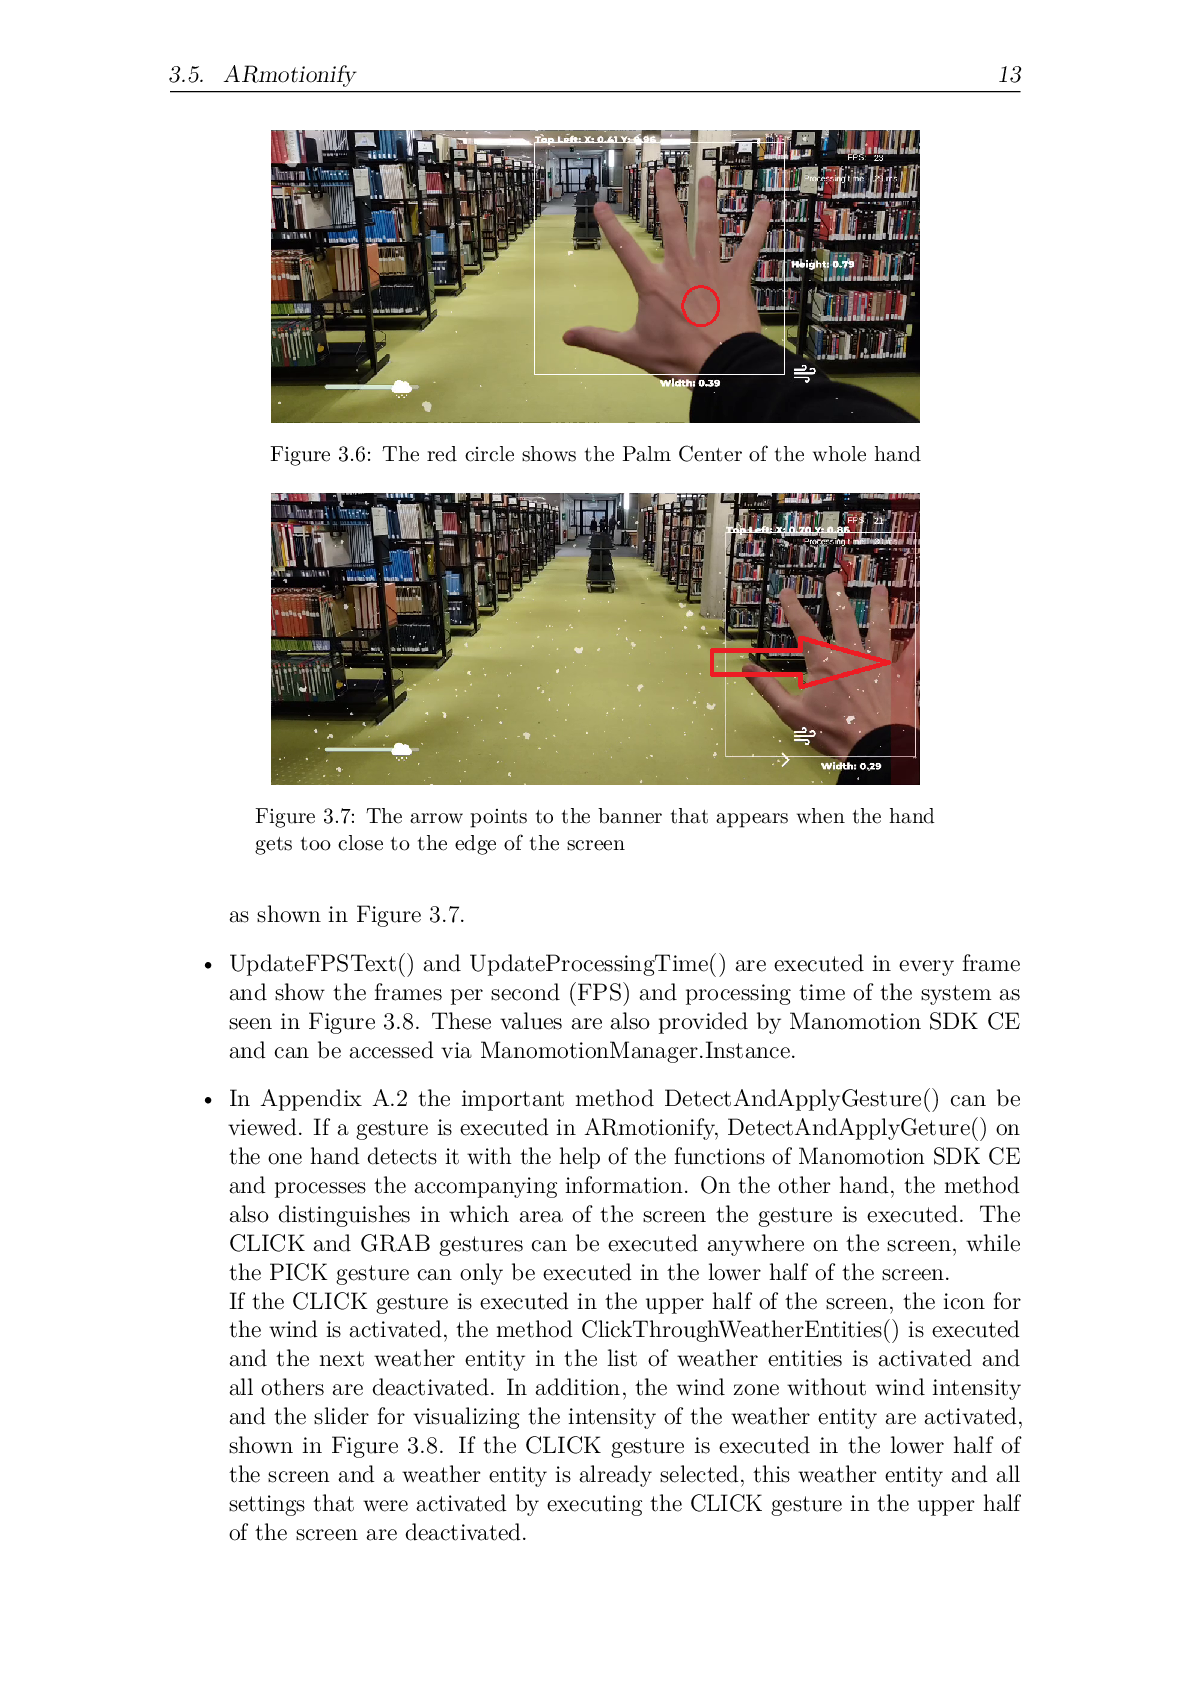 3.5. ARmotionify 13
Top Left: X: 0.41 Y: 0.96
FPS: 23
Processing time
Height: 0.79
Width: 0.39
Figure 3.6: The red circle shows the Palm Center of the whole hand
FPS: 21
Top Left: X: 0.70 Y: 0.86
Processing time
Width: 0.29
Figure 3.7: The arrow points to the banner that appears when the hand
gets too close to the edge of the screen
as shown in Figure 3.7.
• UpdateFPSText() and UpdateProcessingTime() are executed in every frame
and show the frames per second (FPS) and processing time of the system as
seen in Figure 3.8. These values are also provided by Manomotion SDK CE
and can be accessed via ManomotionManager.Instance.
• In Appendix A.2 the important method DetectAndApplyGesture() can be
viewed. If a gesture is executed in ARmotionify, DetectAndApplyGeture() on
the one hand detects it with the help of the functions of Manomotion SDK CE
and processes the accompanying information. On the other hand, the method
also distinguishes in which area of the screen the gesture is executed. The
CLICK and GRAB gestures can be executed anywhere on the screen, while
the PICK gesture can only be executed in the lower half of the screen.
If the CLICK gesture is executed in the upper half of the screen, the icon for
the wind is activated, the method ClickThroughWeatherEntities() is executed
and the next weather entity in the list of weather entities is activated and
all others are deactivated. In addition, the wind zone without wind intensity
and the slider for visualizing the intensity of the weather entity are activated,
shown in Figure 3.8. If the CLICK gesture is executed in the lower half of
the screen and a weather entity is already selected, this weather entity and all
settings that were activated by executing the CLICK gesture in the upper half
of the screen are deactivated.